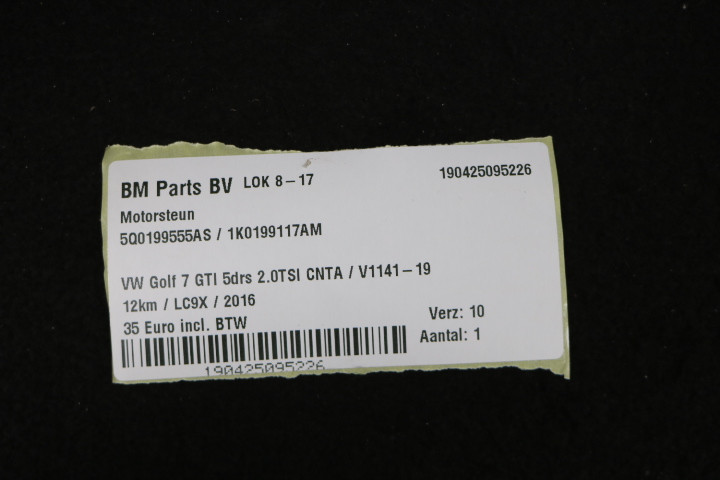 BM Parts BV LOK 8-17 190425095226
Motorsteun
5Q0199555AS / 1K0199117AM
VW Golf 7 GTI 5drs 2.0TSI CNTA / V1141-19
12km / LC9X / 2016
Verz: 10
35 Euro incl. BTW
Aantal: 1
190425095226